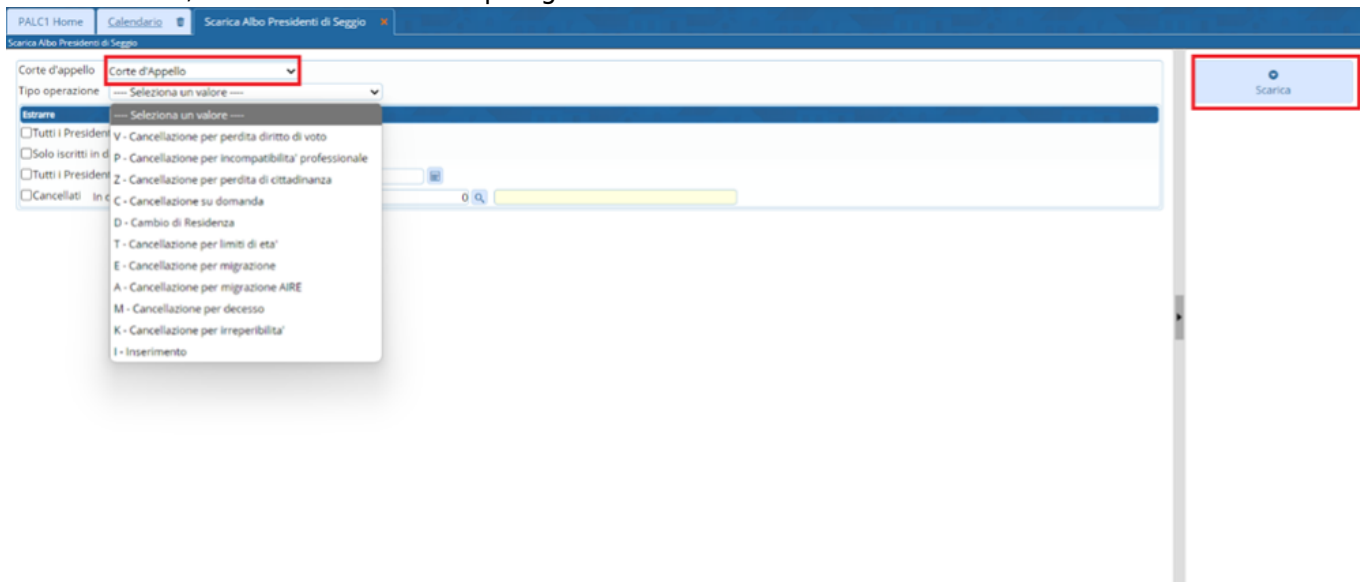 PALC1 Home Calendario Scarica Albo Presidenti di Seggio
Scarica Albo Presidenti di Seggio
Corte d'appello Corte d'Appello
Tipo operazione ---- Seleziona un valore ----
Scarica
Estrarre ---- Seleziona un valore ----
Tutti i Presiden
V - Cancellazione per perdita diritto di voto
Solo iscritti in d
P - Cancellazione per incompatibilita' professionale
Tutti i Presiden
Z - Cancellazione per perdita di cittadinanza
Cancellati In c
C - Cancellazione su domanda
0
D - Cambio di Residenza
T - Cancellazione per limiti di eta'
E - Cancellazione per migrazione
A - Cancellazione per migrazione AIRE
M - Cancellazione per decesso
K - Cancellazione per irreperibilita'
I - Inserimento